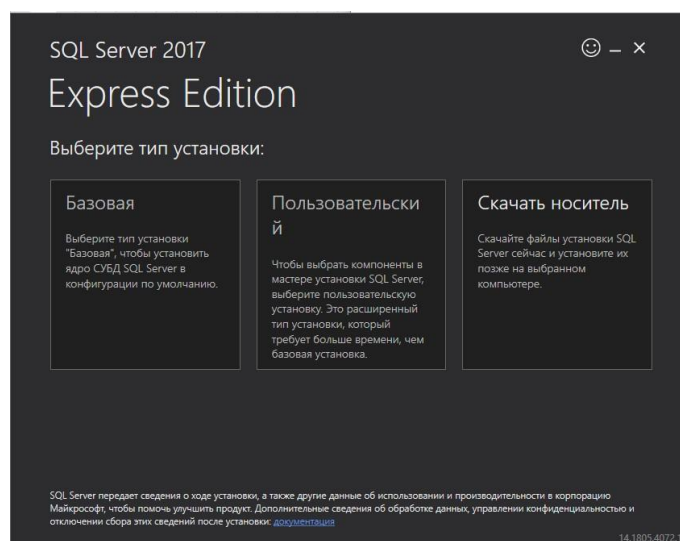 SQL Server 2017
Express Edition
Выберите тип установки:
Базовая
Выберите тип установки
"Базовая", чтобы установить
ядро СУБД SQL Server в
конфигурации по умолчанию.
Пользовательски
й
Чтобы выбрать компоненты в
мастере установки SQL Server,
выберите пользовательскую
установку. Это расширенный
тип установки, который
требует больше времени, чем
базовая установка.
Скачать носитель
Скачайте файлы установки SQL
Server сейчас и установите их
позже на выбранном
компьютере.
SQL Server передает сведения о ходе установки, а также другие данные об использовании и производительности в корпорацию
Майкрософт, чтобы помочь улучшить продукт. Дополнительные сведения об обработке данных, управлении конфиденциальностью и
отключении сбора этих сведений после установки: документация
14.1805.4072.1